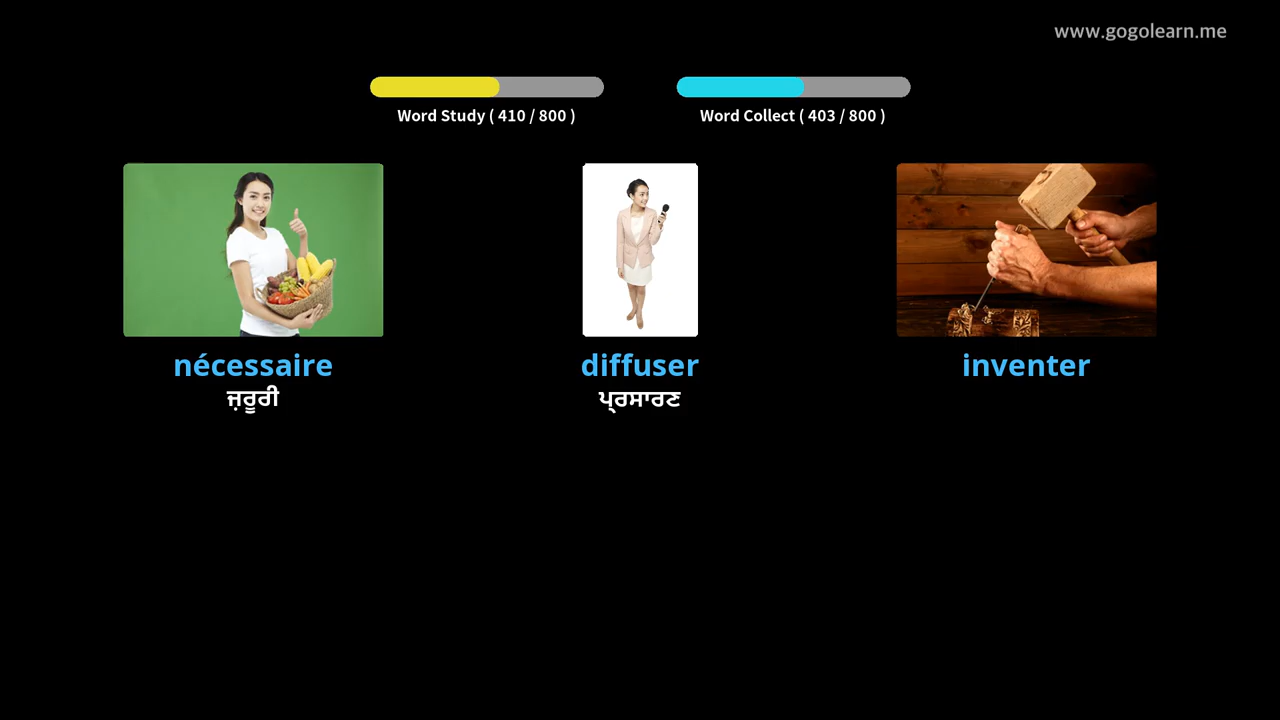 www.gogolearn.me
Word Study ( 410 / 800 )
Word Collect ( 403 / 800 )
nécessaire
diffuser
inventer
ਜ਼ਰੂਰੀ
ਪ੍ਰਸਾਰਣ